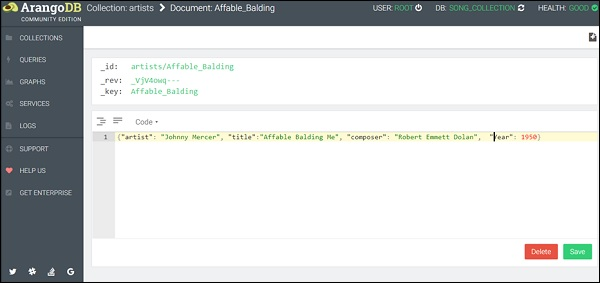 ArangoDB
COMMUNITY EDITION
Collection: artists > Document: Affable_Balding
USER: ROOT
DB: SONG_COLLECTION
HEALTH: GOOD
COLLECTIONS
QUERIES
GRAPHS
SERVICES
LOGS
SUPPORT
HELP US
GET ENTERPRISE
_id: artists/Affable_Balding
_rev: _VjV4owq---
_key: Affable_Balding
Code
1 {"artist": "Johnny Mercer", "title":"Affable Balding Me", "composer": "Robert Emmett Dolan", "Year": 1950}
Delete
Save